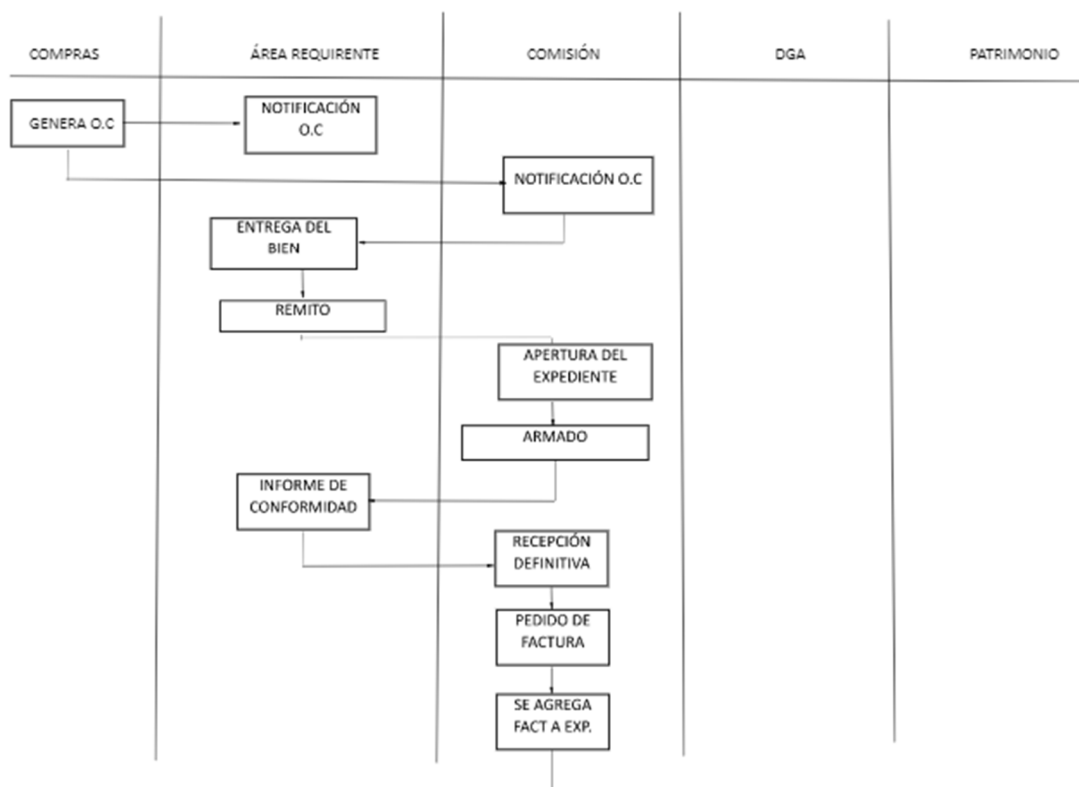 COMPRAS
ÁREA REQUIRENTE
COMISIÓN
DGA
PATRIMONIO
GENERA O.C
NOTIFICACIÓN
O.C
NOTIFICACIÓN O.C
ENTREGA DEL
BIEN
REMITO
APERTURA DEL
EXPEDIENTE
ARMADO
INFORME DE
CONFORMIDAD
RECEPCIÓN
DEFINITIVA
PEDIDO DE
FACTURA
SE AGREGA
FACT A EXP.